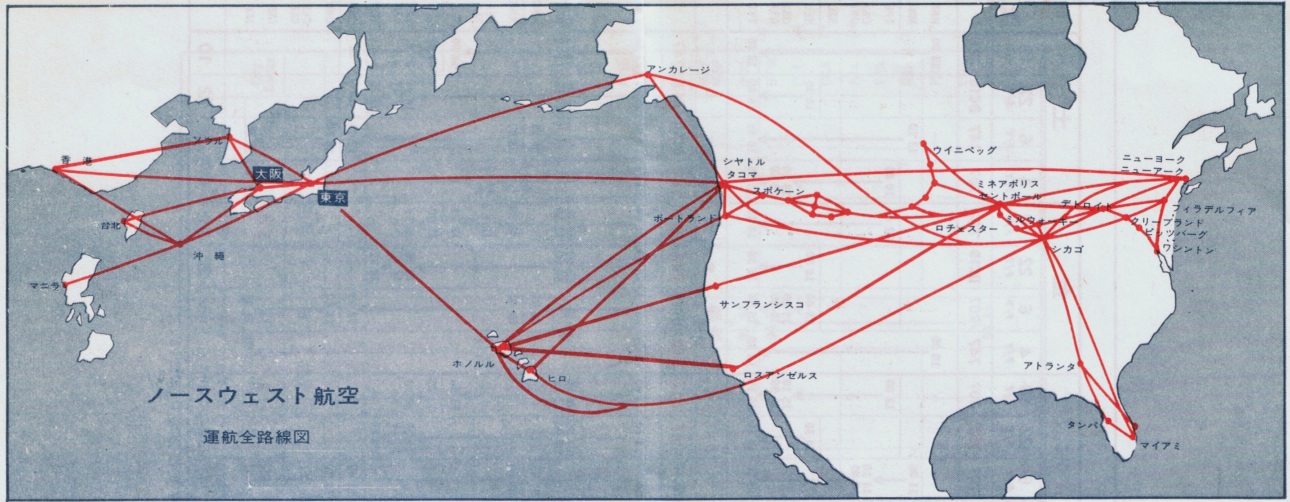 アンカレージ
ソウル
香 港
大阪
東京
台北
沖 縄
マニラ
ホノルル
ヒロ
シヤトル
タコマ
スポケーン
ポートランド
サンフランシスコ
ロスアンゼルス
ウイニペッグ
ミネアポリス
セントポール
ロチェスター
ミルウォーキー
シカゴ
デトロイト
ニューヨーク
ニューアーク
フィラデルフィア
クリーブランド
ピッツバーグ
ワシントン
アトランタ
タンパ
マイアミ
ノースウェスト航空
運航全路線図